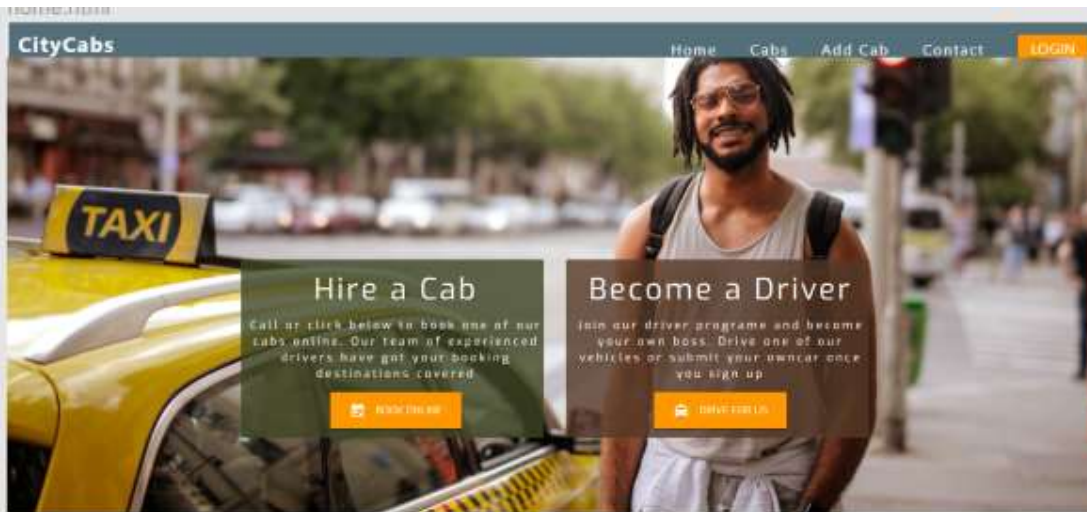 home.html
CityCabs
Home Cabs Add Cab Contact LOGIN
TAXI
Hire a Cab
Call or click below to book one of our
cabs online. Our team of experienced
drivers have got your booking
destinations covered
BOOK ONLINE
Become a Driver
Join our driver programe and become
your own boss. Drive one of our
vehicles or submit your owncar once
you sign up
DRIVE FOR US